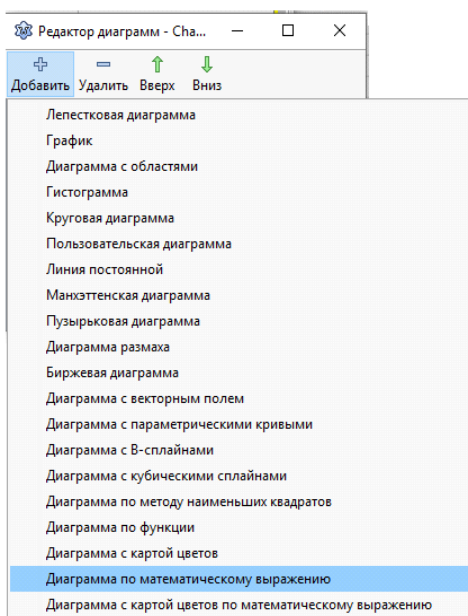 Редактор диаграмм - Cha...
Добавить Удалить Вверх Вниз
Лепестковая диаграмма
График
Диаграмма с областями
Гистограмма
Круговая диаграмма
Пользовательская диаграмма
Линия постоянной
Манхэттенская диаграмма
Пузырьковая диаграмма
Диаграмма размаха
Биржевая диаграмма
Диаграмма с векторным полем
Диаграмма с параметрическими кривыми
Диаграмма с B-сплайнами
Диаграмма с кубическими сплайнами
Диаграмма по методу наименьших квадратов
Диаграмма по функции
Диаграмма с картой цветов
Диаграмма по математическому выражению
Диаграмма с картой цветов по математическому выражению